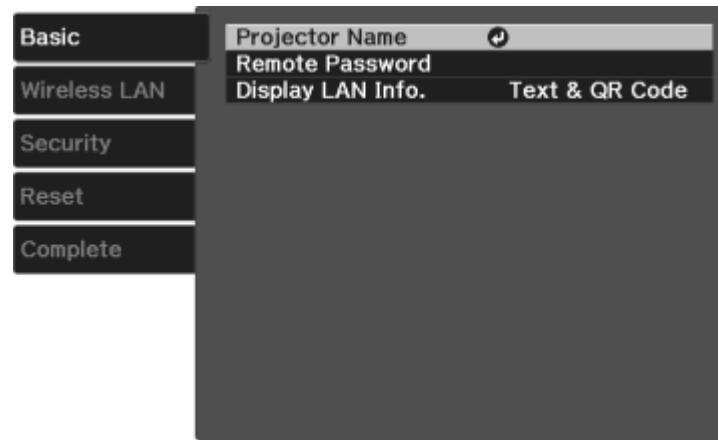 Basic
Wireless LAN
Security
Reset
Complete
Projector Name
Remote Password
Display LAN Info. Text & QR Code